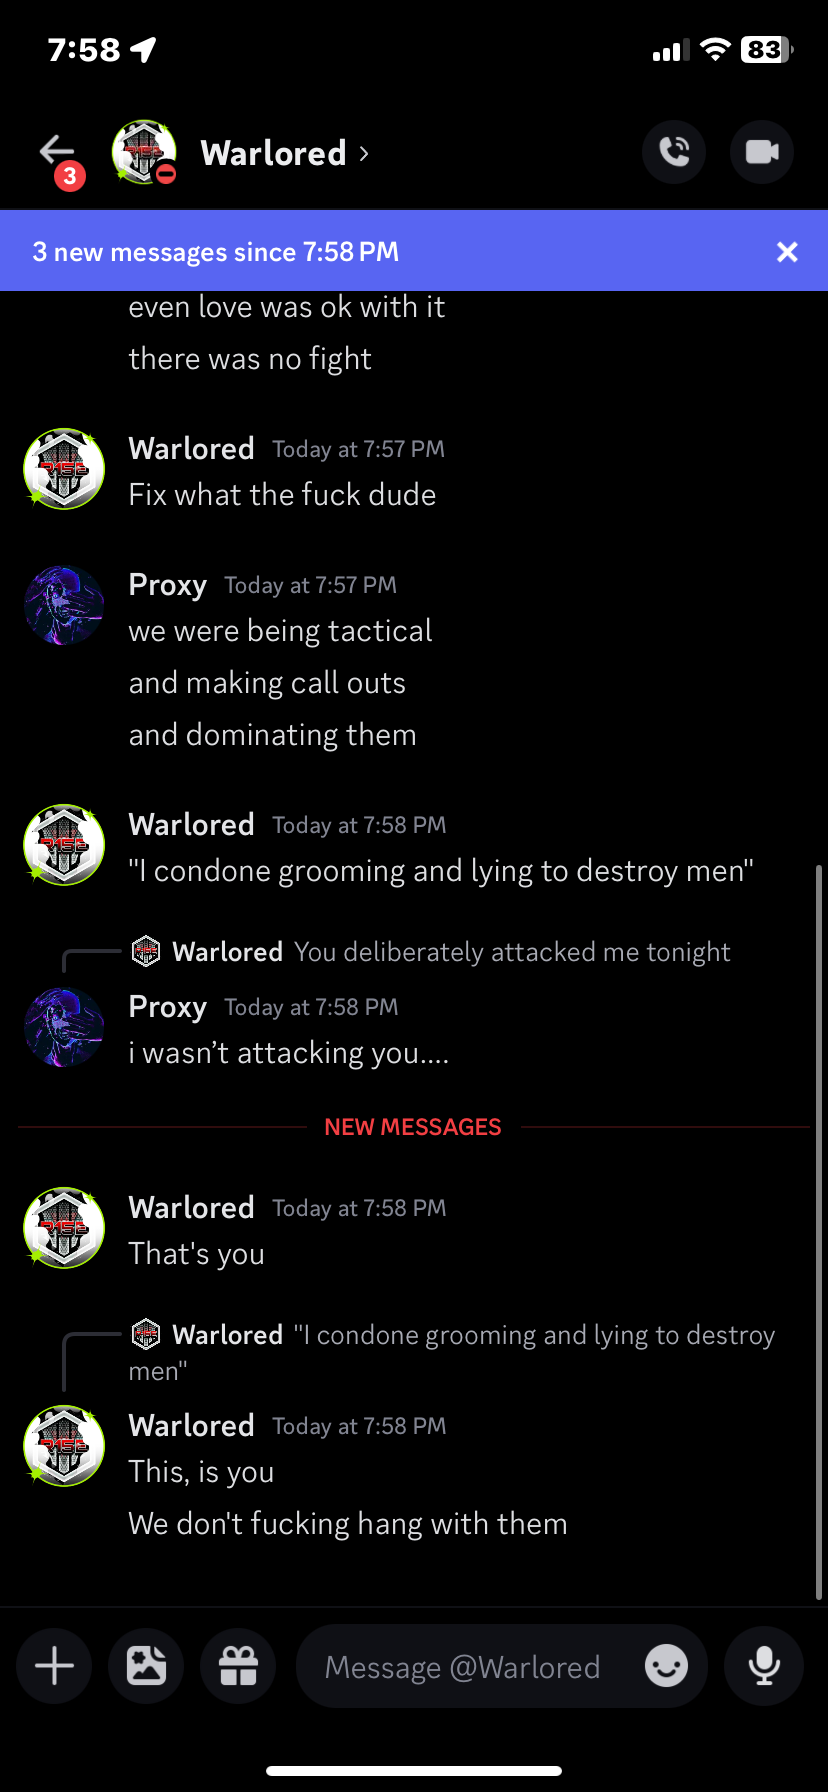 7:58
83
3
Warlored
3 new messages since 7:58 PM
even love was ok with it
there was no fight
Warlored Today at 7:57 PM
Fix what the fuck dude
Proxy Today at 7:57 PM
we were being tactical
and making call outs
and dominating them
Warlored Today at 7:58 PM
"I condone grooming and lying to destroy men"
Warlored You deliberately attacked me tonight
Proxy Today at 7:58 PM
i wasn't attacking you....
NEW MESSAGES
Warlored Today at 7:58 PM
That's you
Warlored "I condone grooming and lying to destroy
men"
Warlored Today at 7:58 PM
This, is you
We don't fucking hang with them
Message @Warlored